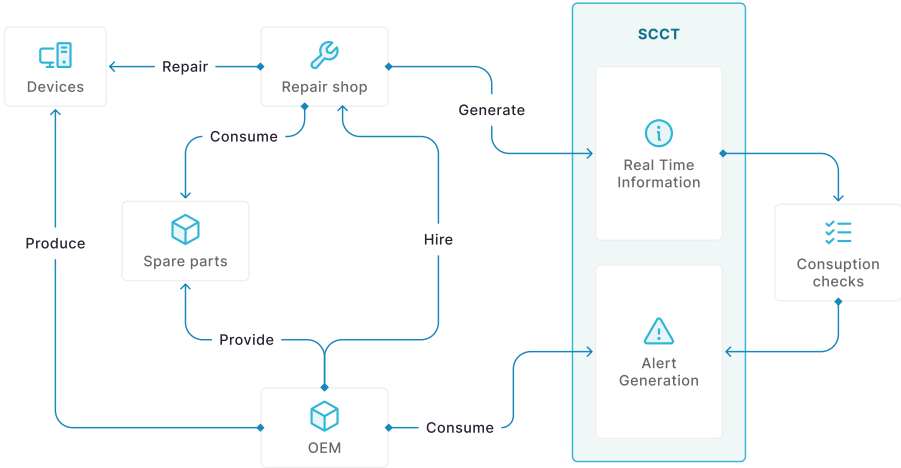 SCCT
Devices
Repair
Repair shop
Generate
Consume
Real Time
Information
Spare parts
Produce
Hire
Consuption
checks
Provide
Alert
Generation
OEM
Consume